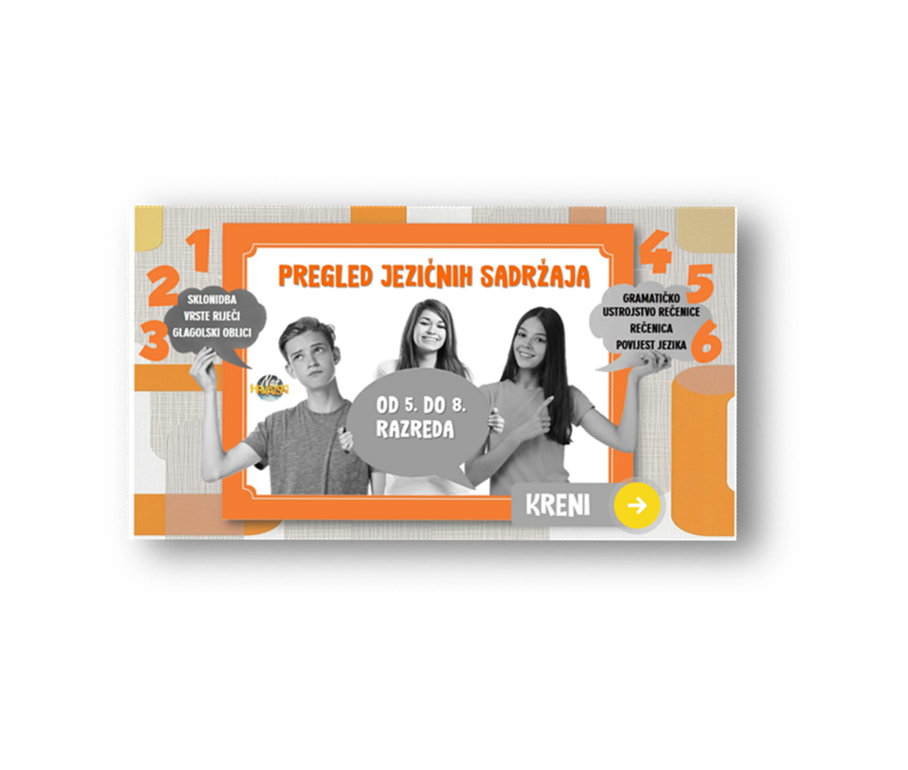 PREGLED JEZIČNIH SADRŽAJA
1
2
3
SKLONIDBA
VRSTE RIJEČI
GLAGOLSKI OBLICI
4
5
6
GRAMATIČKO
USTROJSTVO REČENICE
REČENICA
POVIJEST JEZIKA
OD 5. DO 8.
RAZREDA
KRENI